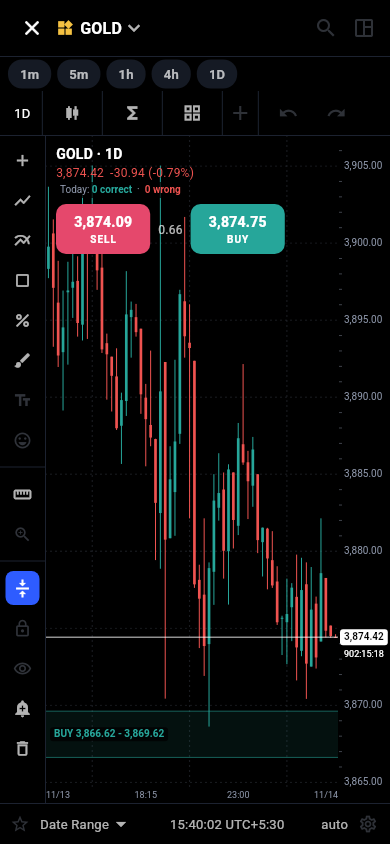 GOLD
1m 5m 1h 4h 1D
1D
GOLD · 1D
3,874.42 -30.94 (-0.79%)
Today: 0 correct · 0 wrong
3,874.09
SELL
0.66
3,874.75
BUY
3,905.00
3,900.00
3,895.00
3,890.00
3,885.00
3,880.00
3,874.42
902:15:18
3,870.00
3,865.00
BUY 3,866.62 - 3,869.62
11/13 18:15 23:00 11/14
Date Range 15:40:02 UTC+5:30 auto